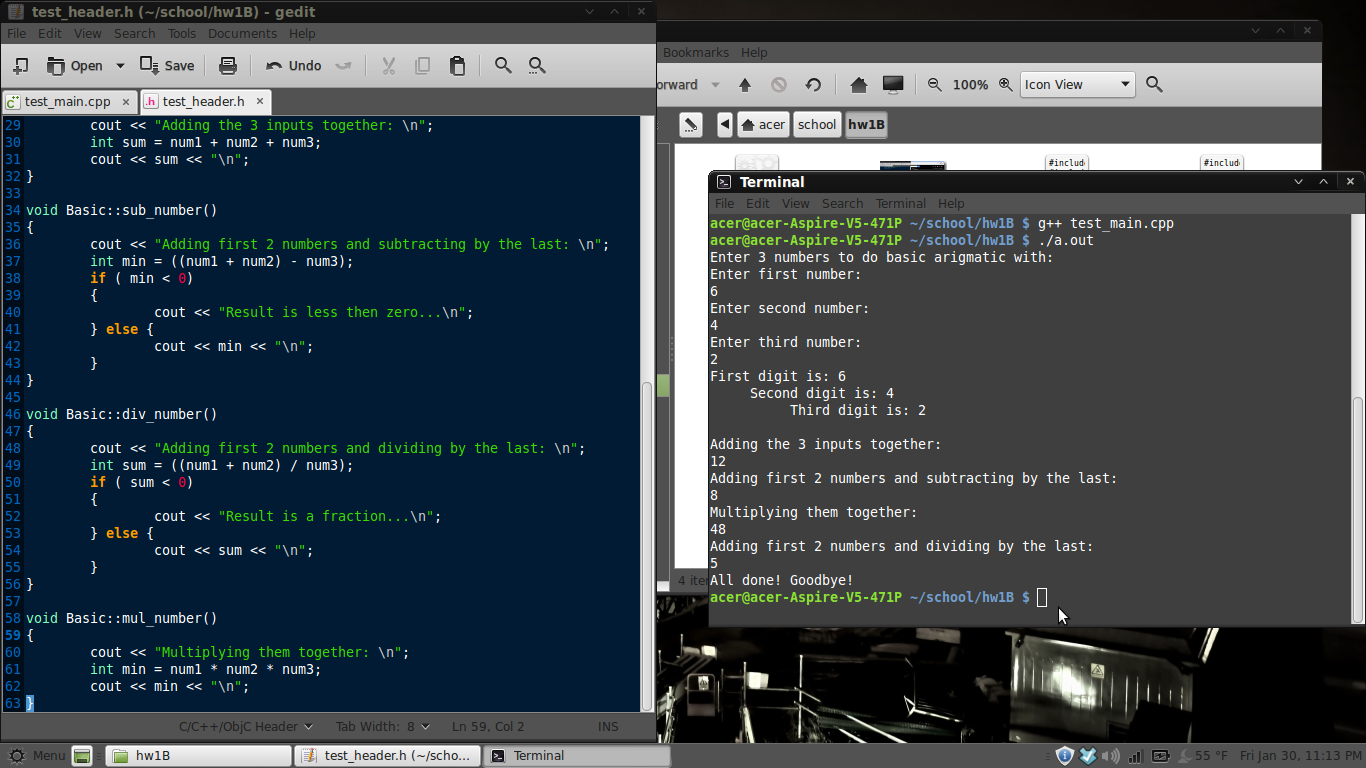 test_header.h (~/school/hw1B) - gedit
File Edit View Search Tools Documents Help
Open Save Undo
test_main.cpp × test_header.h ×
29 cout << "Adding the 3 inputs together: \n";
30 int sum = num1 + num2 + num3;
31 cout << sum << "\n";
32 }
33
34 void Basic::sub_number()
35 {
36 cout << "Adding first 2 numbers and subtracting by the last: \n";
37 int min = ((num1 + num2) - num3);
38 if ( min < 0)
39 {
40 cout << "Result is less then zero...\n";
41 } else {
42 cout << min << "\n";
43 }
44 }
45
46 void Basic::div_number()
47 {
48 cout << "Adding first 2 numbers and dividing by the last: \n";
49 int sum = ((num1 + num2) / num3);
50 if ( sum < 0)
51 {
52 cout << "Result is a fraction...\n";
53 } else {
54 cout << sum << "\n";
55 }
56 }
57
58 void Basic::mul_number()
59 {
60 cout << "Multiplying them together: \n";
61 int min = num1 * num2 * num3;
62 cout << min << "\n";
63 }
C/C++/ObjC Header Tab Width: 8 Ln 59, Col 2 INS
Bookmarks Help
orward 100% Icon View
acer school hw1B
#includ #includ
4 iter
Terminal
File Edit View Search Terminal Help
acer@acer-Aspire-V5-471P ~/school/hw1B $ g++ test_main.cpp
acer@acer-Aspire-V5-471P ~/school/hw1B $ ./a.out
Enter 3 numbers to do basic arigmatic with:
Enter first number:
6
Enter second number:
4
Enter third number:
2
First digit is: 6
Second digit is: 4
Third digit is: 2
Adding the 3 inputs together:
12
Adding first 2 numbers and subtracting by the last:
8
Multiplying them together:
48
Adding first 2 numbers and dividing by the last:
5
All done! Goodbye!
acer@acer-Aspire-V5-471P ~/school/hw1B $
Menu hw1B test_header.h (~/scho... Terminal 55 °F Fri Jan 30, 11:13 PM